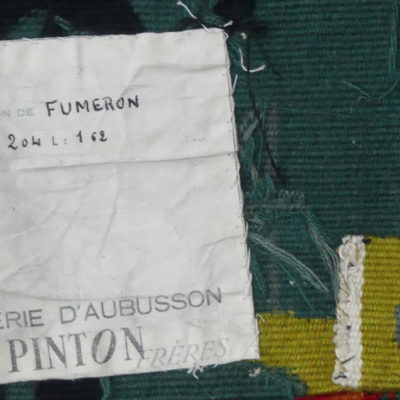 N DE FUMERON
204 L: 162
ERIE D'AUBUSSON
PINTON FRÈRES